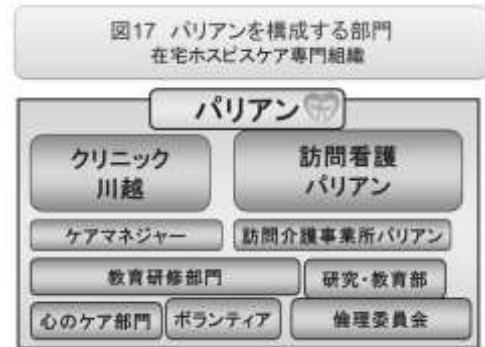 図17 パリアンを構成する部門
在宅ホスピスケア専門組織
パリアン
クリニック
川越
訪問看護
パリアン
ケアマネジャー
訪問介護事業所パリアン
教育研修部門
研究・教育部
心のケア部門
ボランティア
倫理委員会